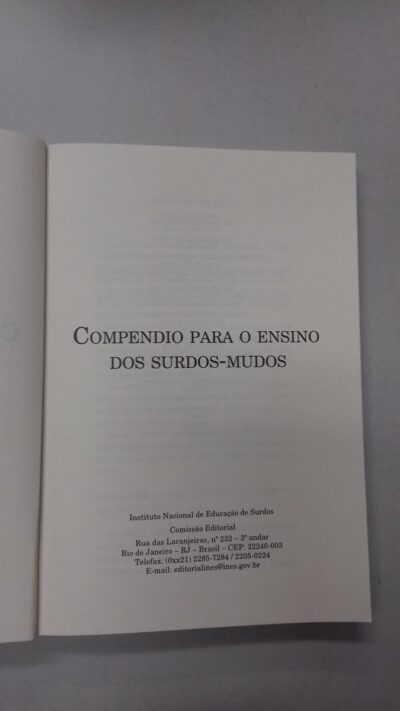 COMPENDIO PARA O ENSINO
DOS SURDOS-MUDOS
Instituto Nacional de Educação de Surdos
Comissão Editorial
Rua das Laranjeiras, nº 232 – 3º andar
Rio de Janeiro – RJ – Brasil – CEP: 22240-003
Telefax: (0xx21) 2285-7284 / 2205-0224
E-mail: editorialines@ines.gov.br